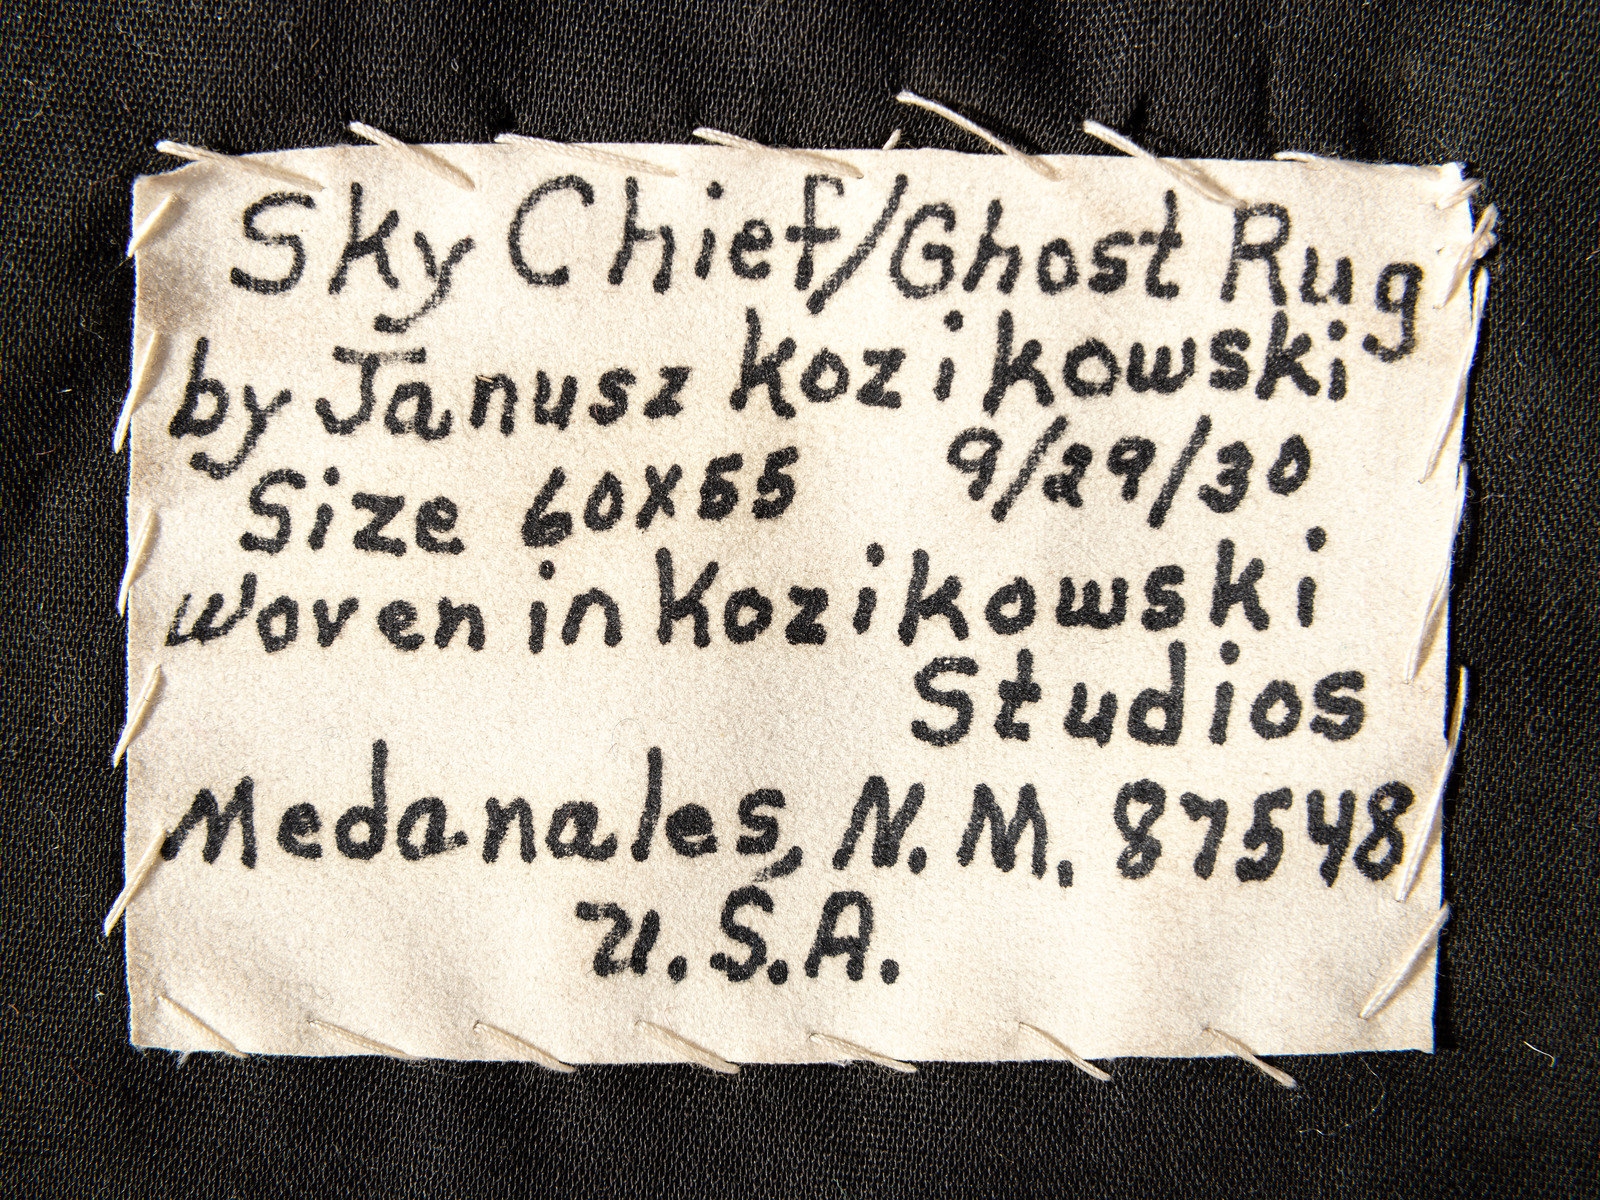 Sky Chief/Ghost Rug
by Janusz Kozikowski
Size 60X55 9/29/30
Woven in Kozikowski
Studios
Medanales, N.M. 87548
U.S.A.